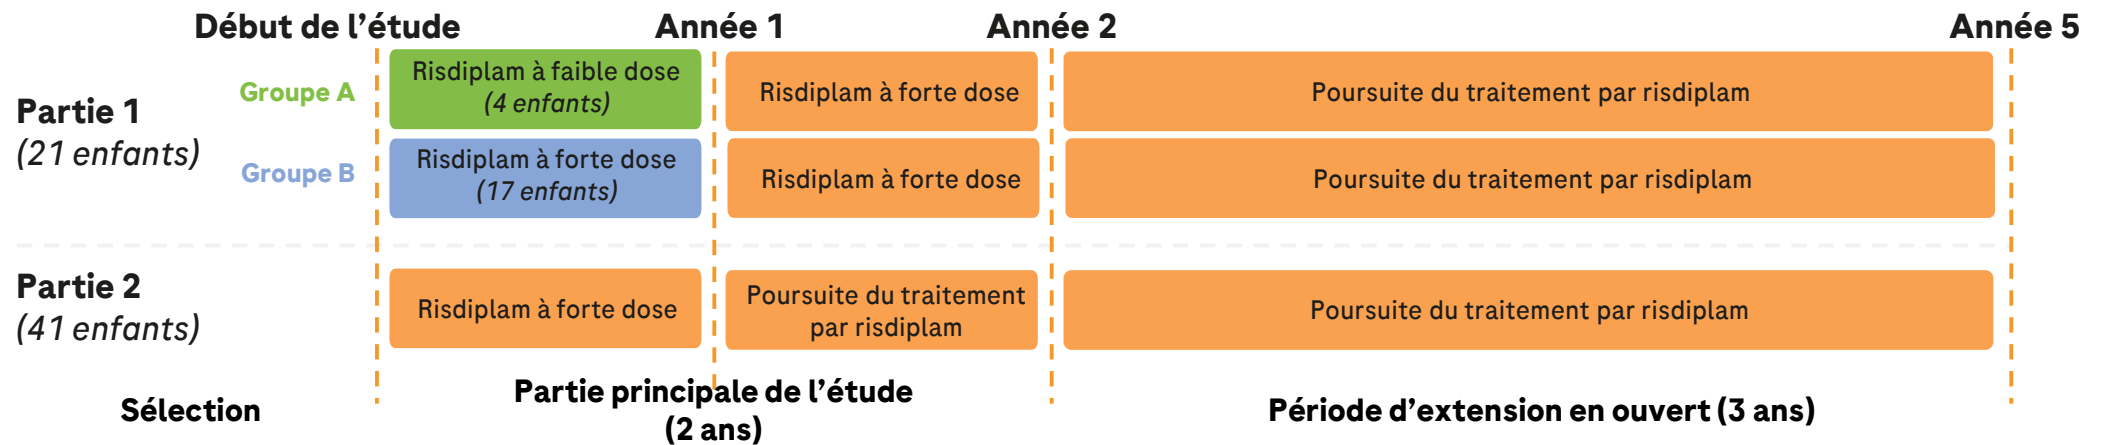 Début de l’étude
Année 1
Année 2
Année 5
Partie 1
(21 enfants)
Groupe A
Risdiplam à faible dose
(4 enfants)
Risdiplam à forte dose
Poursuite du traitement par risdiplam
Groupe B
Risdiplam à forte dose
(17 enfants)
Risdiplam à forte dose
Poursuite du traitement par risdiplam
Partie 2
(41 enfants)
Risdiplam à forte dose
Poursuite du traitement
par risdiplam
Poursuite du traitement par risdiplam
Sélection
Partie principale de l’étude
(2 ans)
Période d’extension en ouvert (3 ans)